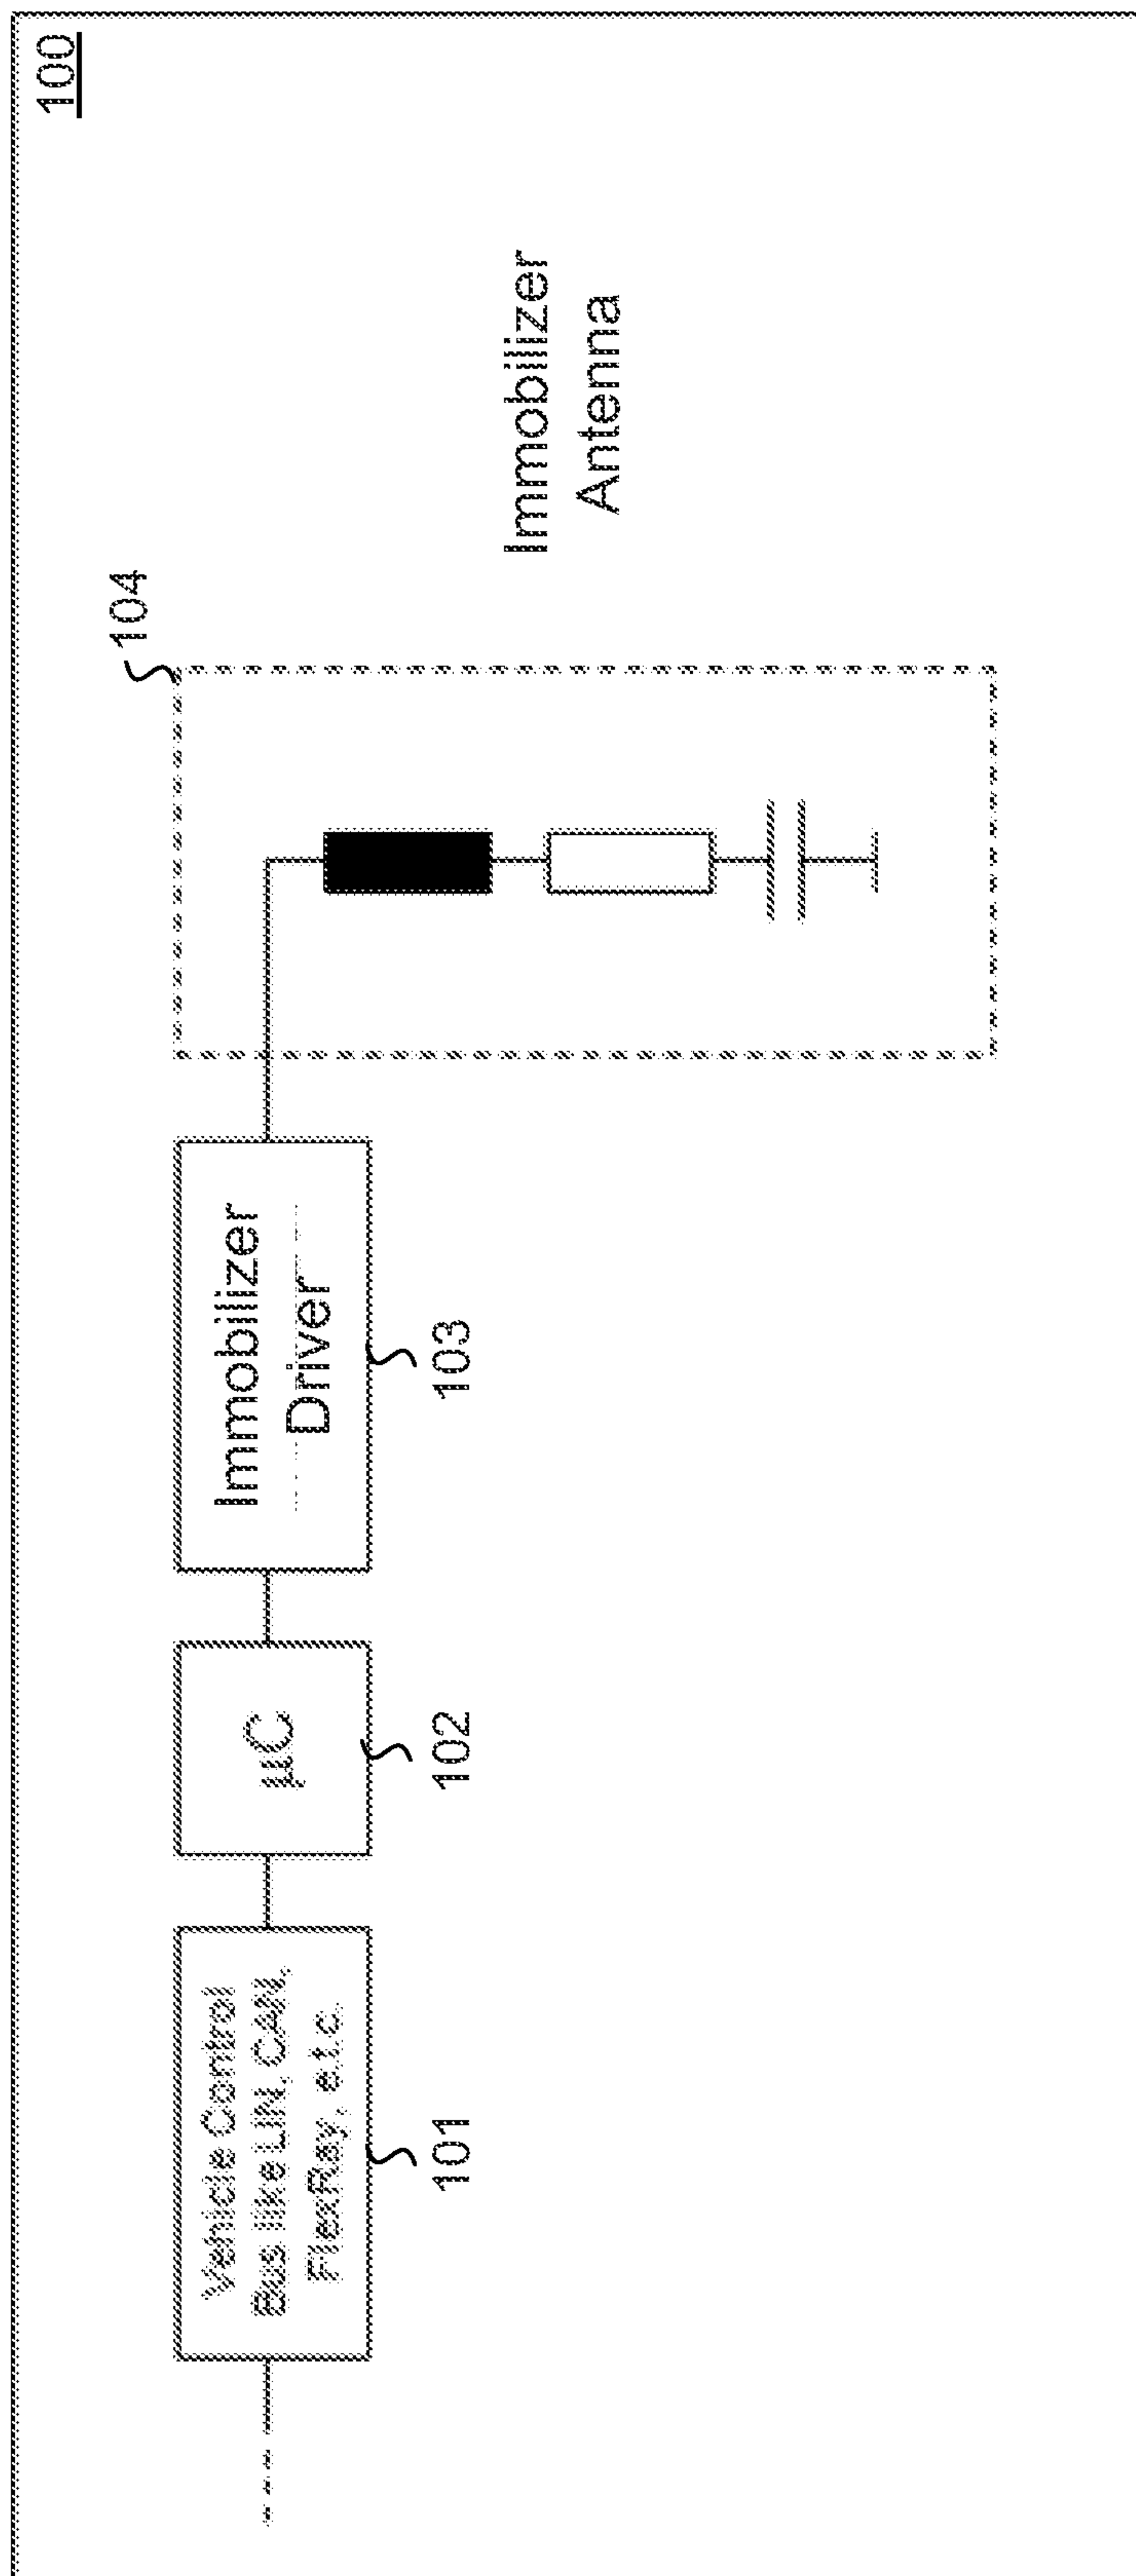 100
104
Immobilizer
Antenna
Vehicle Control
Bus like LIN, CAN,
FlexRay, e.t.c.
101
µC
102
Immobilizer
Driver
103